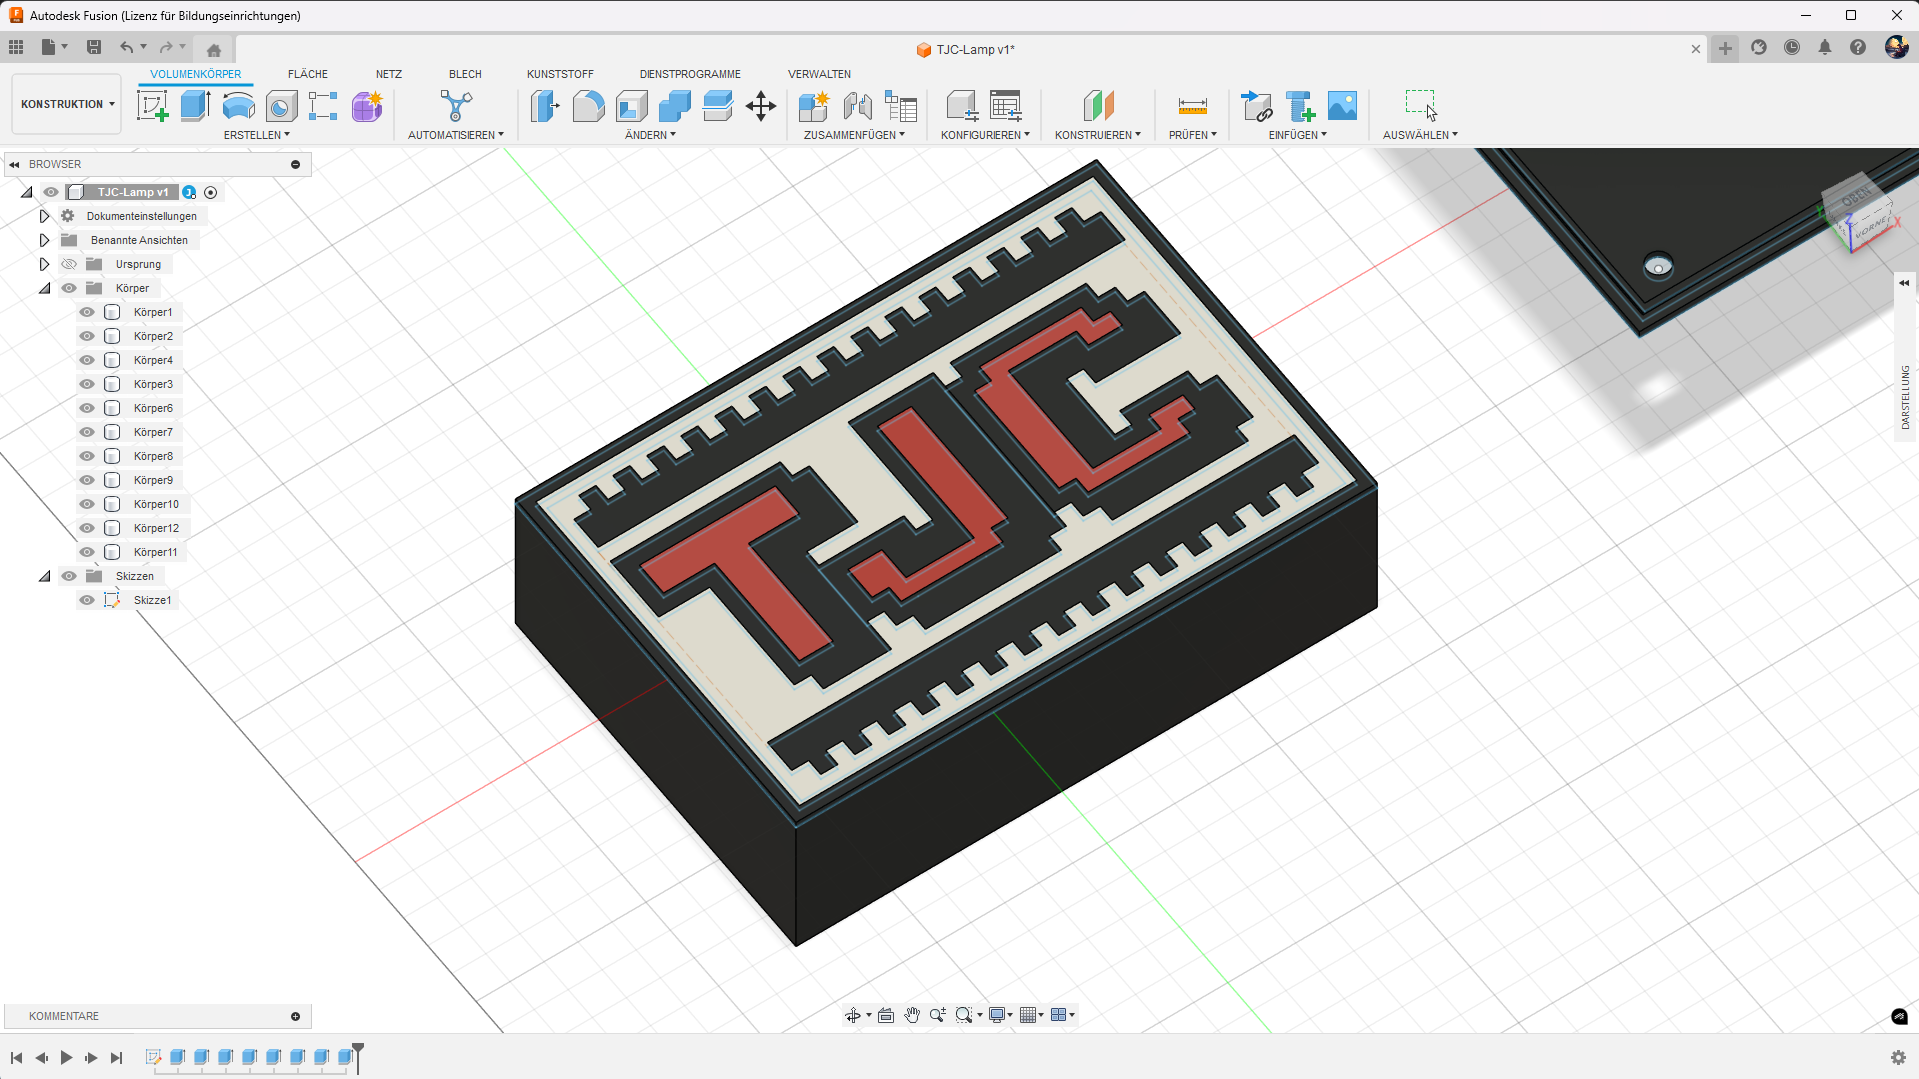 Autodesk Fusion (Lizenz für Bildungseinrichtungen)
TJC-Lamp v1*
KONSTRUKTION
VOLUMENKÖRPER
FLÄCHE
NETZ
BLECH
KUNSTSTOFF
DIENSTPROGRAMME
VERWALTEN
ERSTELLEN
AUTOMATISIEREN
ÄNDERN
ZUSAMMENFÜGEN
KONFIGURIEREN
KONSTRUIEREN
PRÜFEN
EINFÜGEN
AUSWÄHLEN
BROWSER
TJC-Lamp v1
Dokumenteinstellungen
Benannte Ansichten
Ursprung
Körper
Körper1
Körper2
Körper4
Körper3
Körper6
Körper7
Körper8
Körper9
Körper10
Körper12
Körper11
Skizzen
Skizze1
TJC
OBEN
VORNE
X
Y
Z
DARSTELLUNG
KOMMENTARE